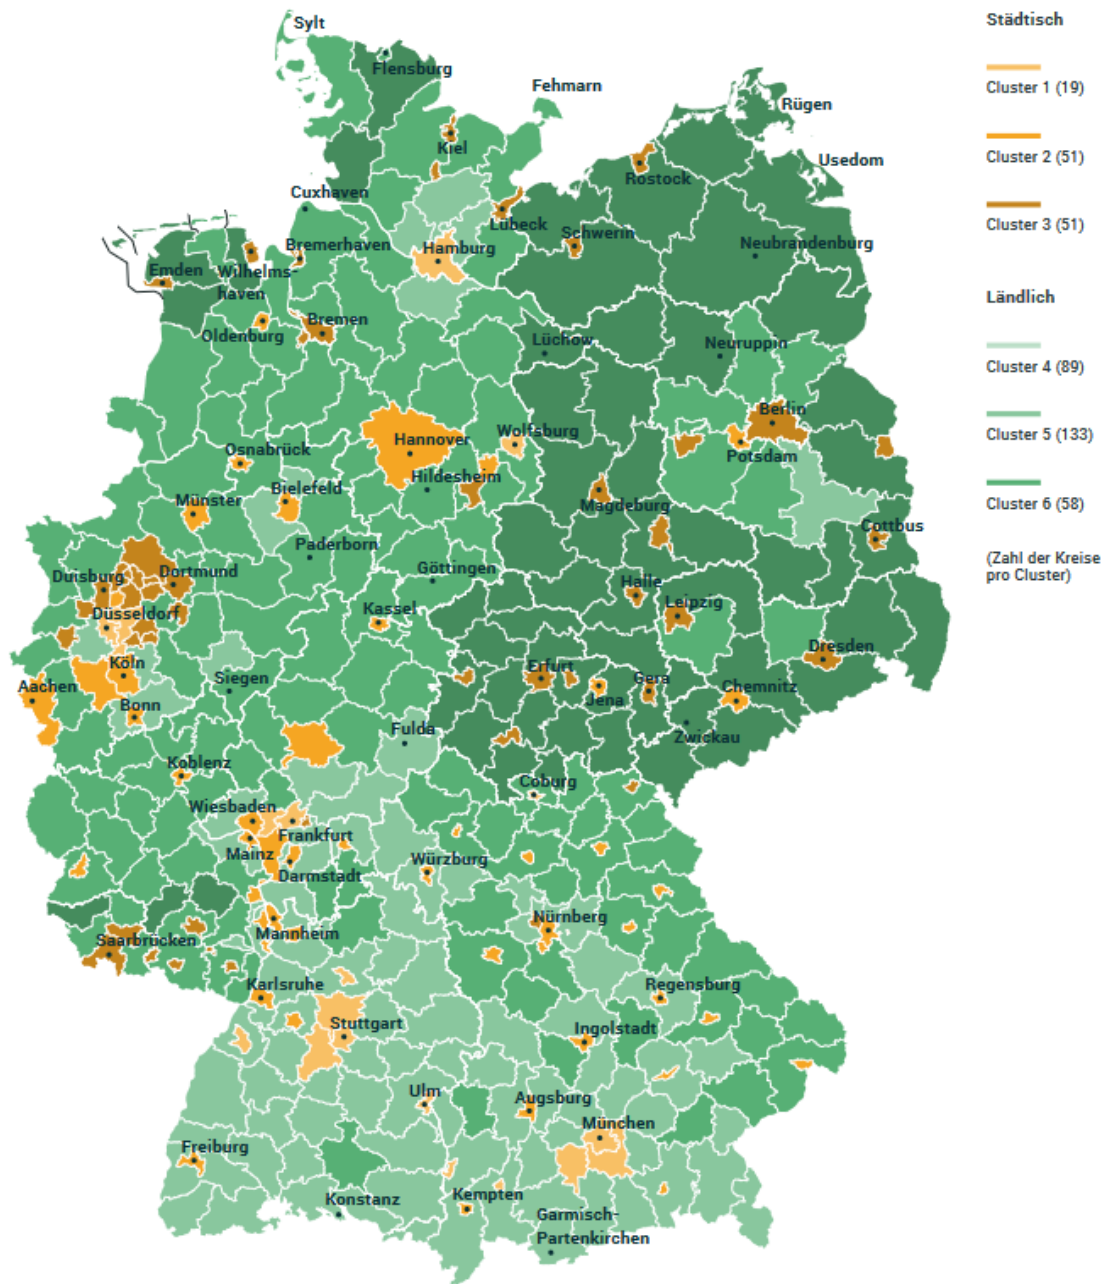 Sylt
Flensburg
Fehmarn
Rügen
Kiel
Usedom
Rostock
Cuxhaven
Lübeck
Schwerin
Bremerhaven
Hamburg
Neubrandenburg
Emden
Wilhelms-
haven
Bremen
Oldenburg
Lüchow
Neuruppin
Berlin
Wolfsburg
Hannover
Osnabrück
Potsdam
Hildesheim
Bielefeld
Münster
Magdeburg
Cottbus
Paderborn
Göttingen
Duisburg
Dortmund
Halle
Leipzig
Kassel
Düsseldorf
Dresden
Köln
Erfurt
Gera
Siegen
Aachen
Chemnitz
Jena
Bonn
Fulda
Zwickau
Koblenz
Coburg
Wiesbaden
Frankfurt
Mainz
Würzburg
Darmstadt
Nürnberg
Mannheim
Saarbrücken
Karlsruhe
Regensburg
Stuttgart
Ingolstadt
Ulm
Augsburg
München
Freiburg
Konstanz
Kempten
Garmisch-
Partenkirchen
Städtisch
Cluster 1 (19)
Cluster 2 (51)
Cluster 3 (51)
Ländlich
Cluster 4 (89)
Cluster 5 (133)
Cluster 6 (58)
(Zahl der Kreise
pro Cluster)